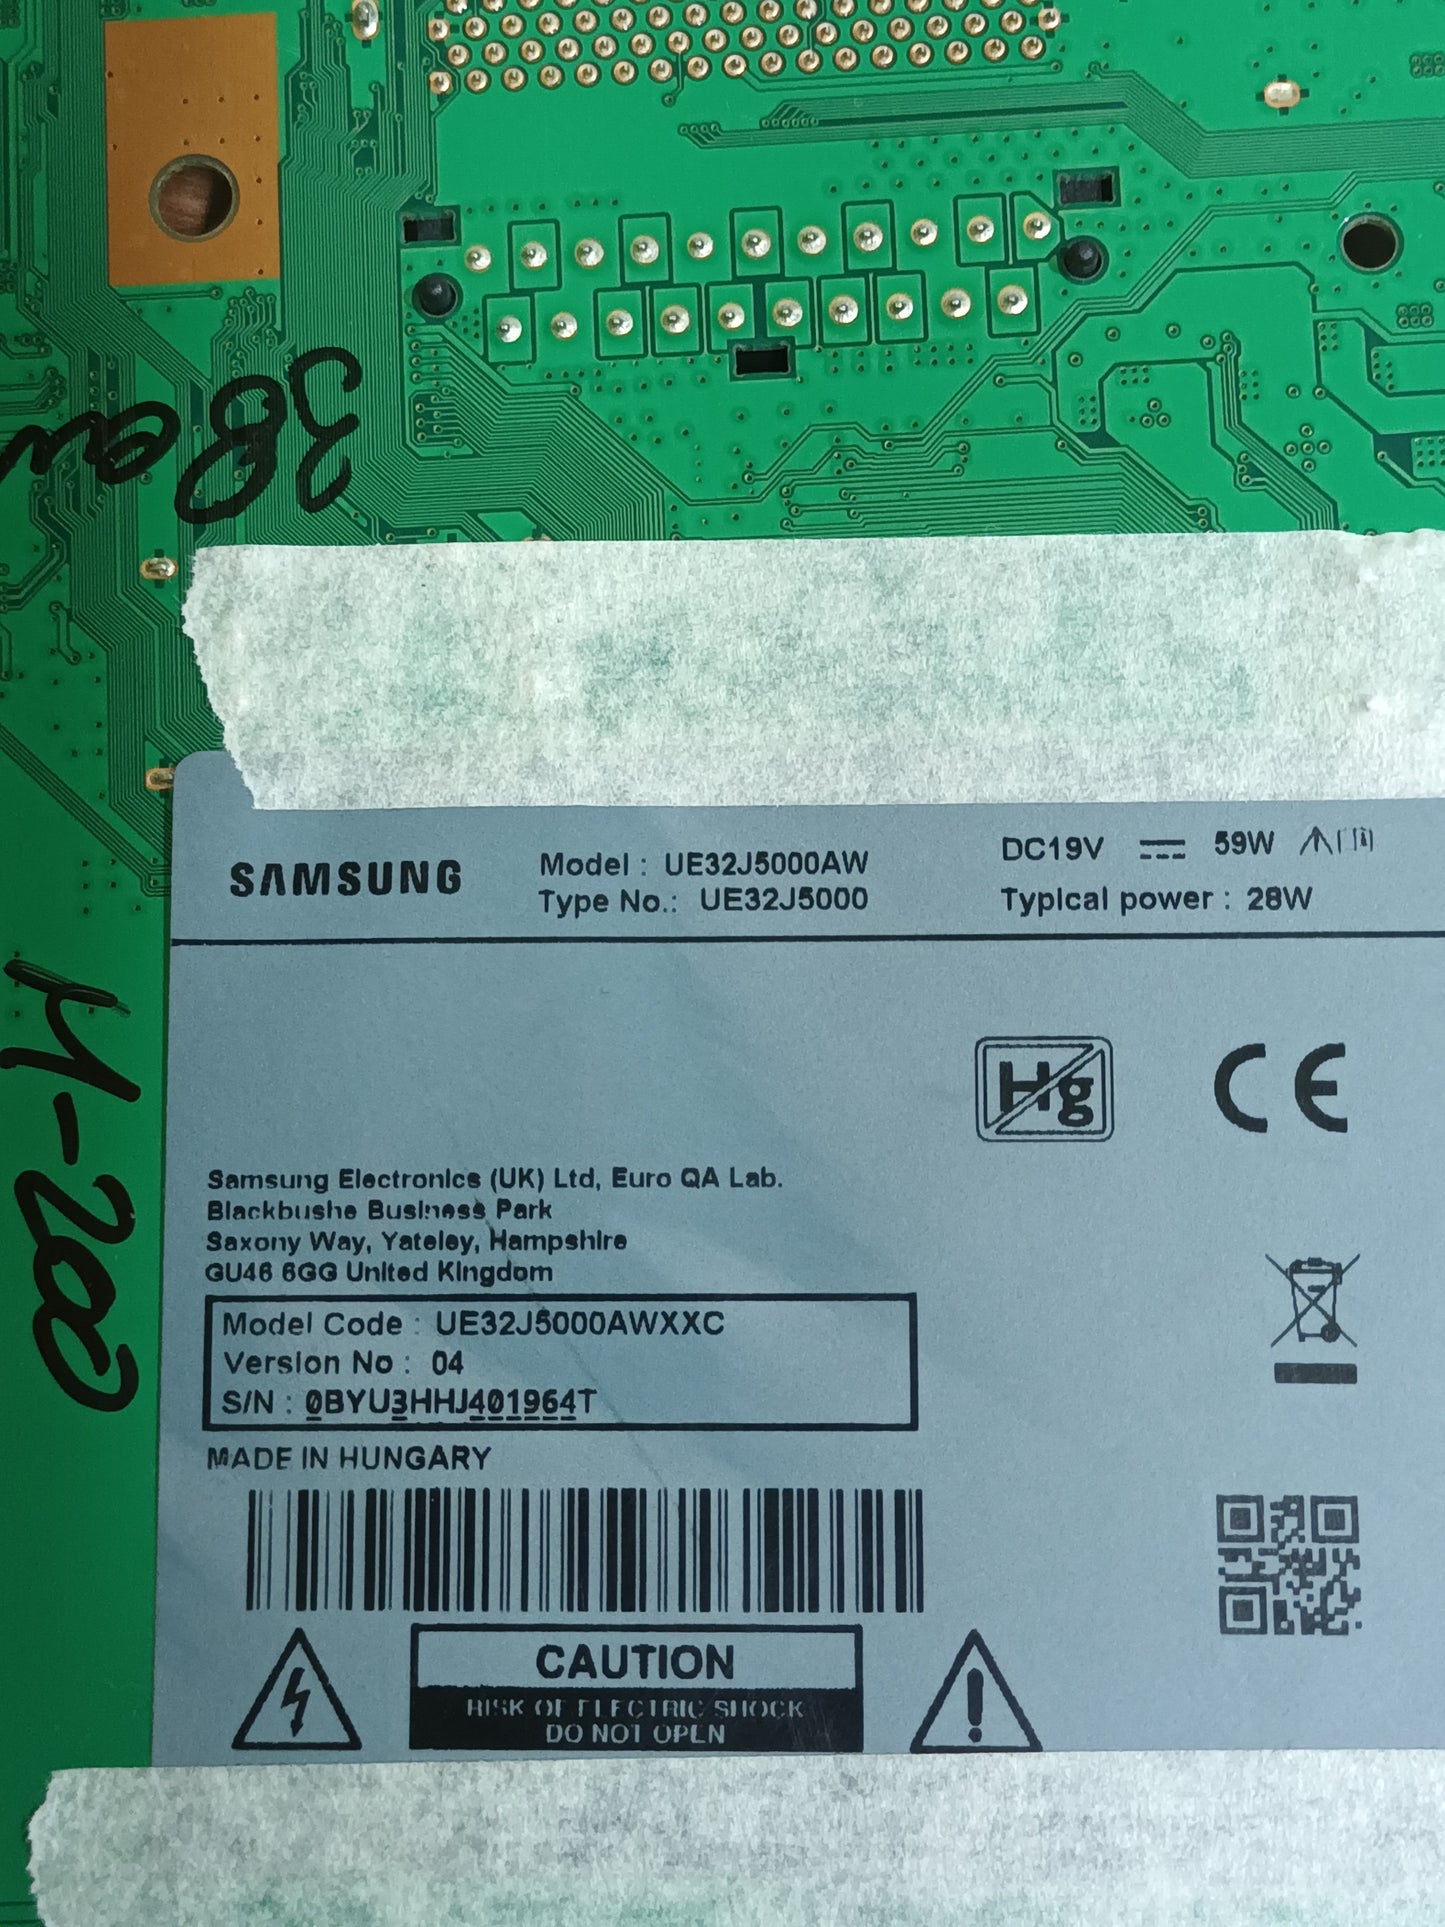 SAMSUNG
Model : UE32J5000AW
Type No.: UE32J5000
DC19V 59W
Typical power : 28W
Hg
CE
Samsung Electronics (UK) Ltd, Euro QA Lab.
Blackbushe Business Park
Saxony Way, Yateley, Hampshire
GU46 6GG United Kingdom
Model Code : UE32J5000AWXXC
Version No : 04
S/N : 0BYU3HHJ401964T
MADE IN HUNGARY
CAUTION
RISK OF ELECTRIC SHOCK
DO NOT OPEN